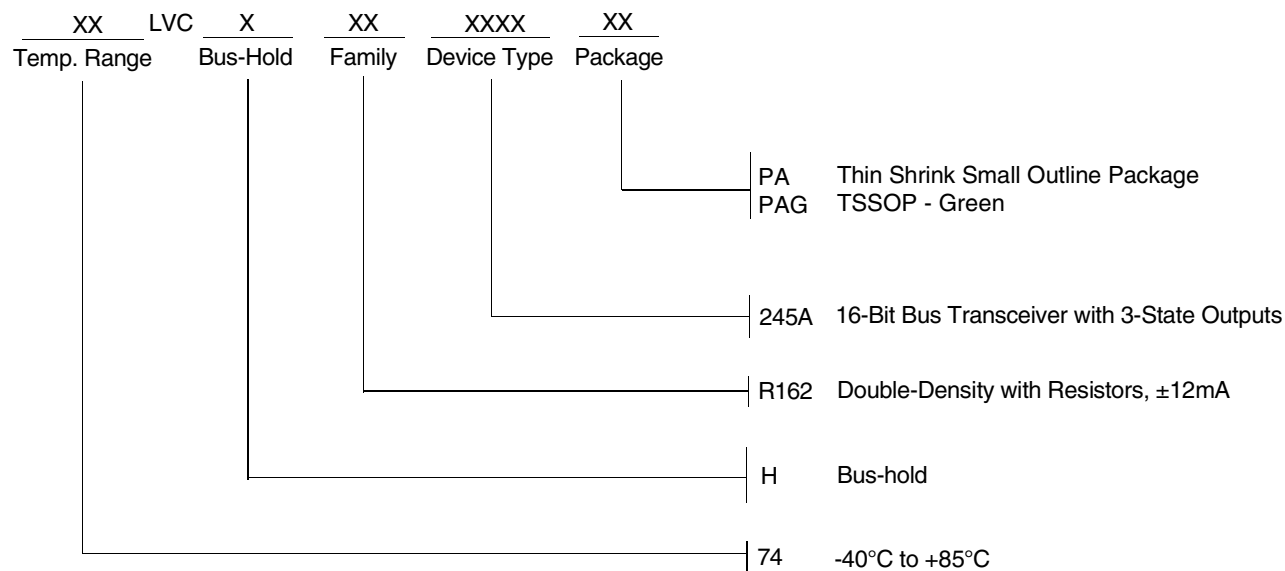 XX LVC X XX XXXX XX
Temp. Range Bus-Hold Family Device Type Package
PA Thin Shrink Small Outline Package
PAG TSSOP - Green
245A 16-Bit Bus Transceiver with 3-State Outputs
R162 Double-Density with Resistors, ±12mA
H Bus-hold
74 -40°C to +85°C